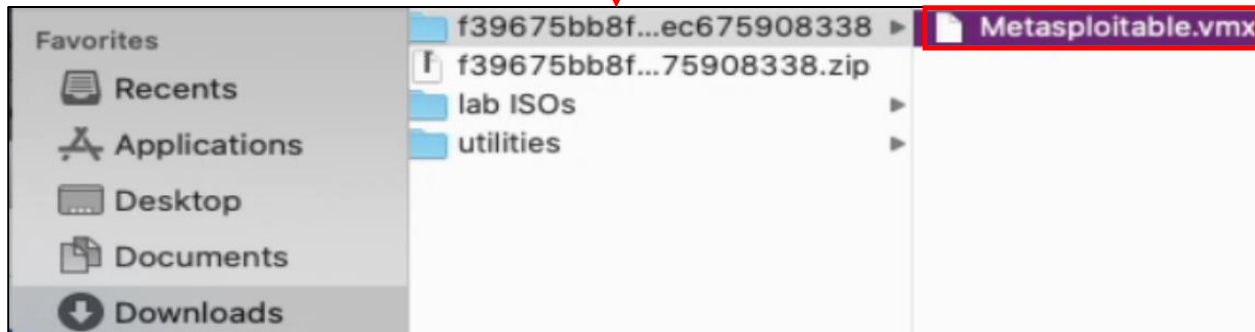 Favorites
Recents
Applications
Desktop
Documents
Downloads
f39675bb8f...ec675908338
f39675bb8f...75908338.zip
lab ISOs
utilities
Metasploitable.vmx